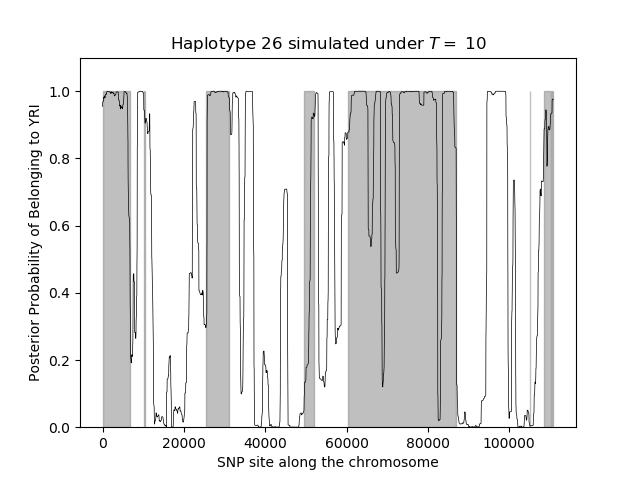 Haplotype 26 simulated under T = 10
Posterior Probability of Belonging to YRI
1.0
0.8
0.6
0.4
0.2
0.0
0 20000 40000 60000 80000 100000
SNP site along the chromosome